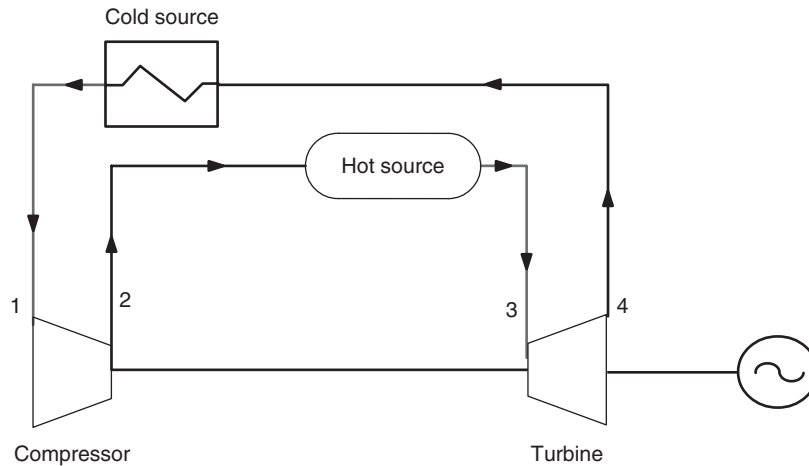 Cold source
Hot source
1
2
3
4
Compressor
Turbine